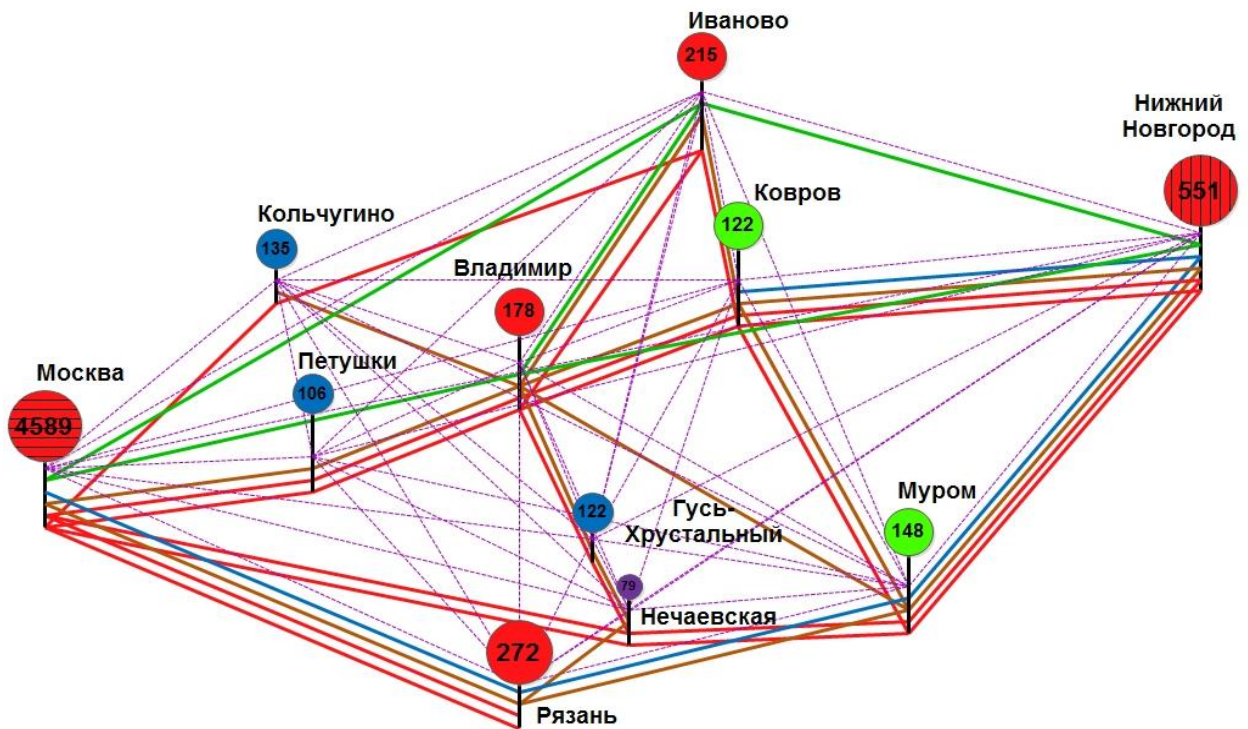 Иваново
215
Нижний
Новгород
551
Ковров
122
Кольчугино
135
Владимир
178
Петушки
106
Москва
4589
Гусь-
Хрустальный
122
Муром
148
79
Нечаевская
272
Рязань